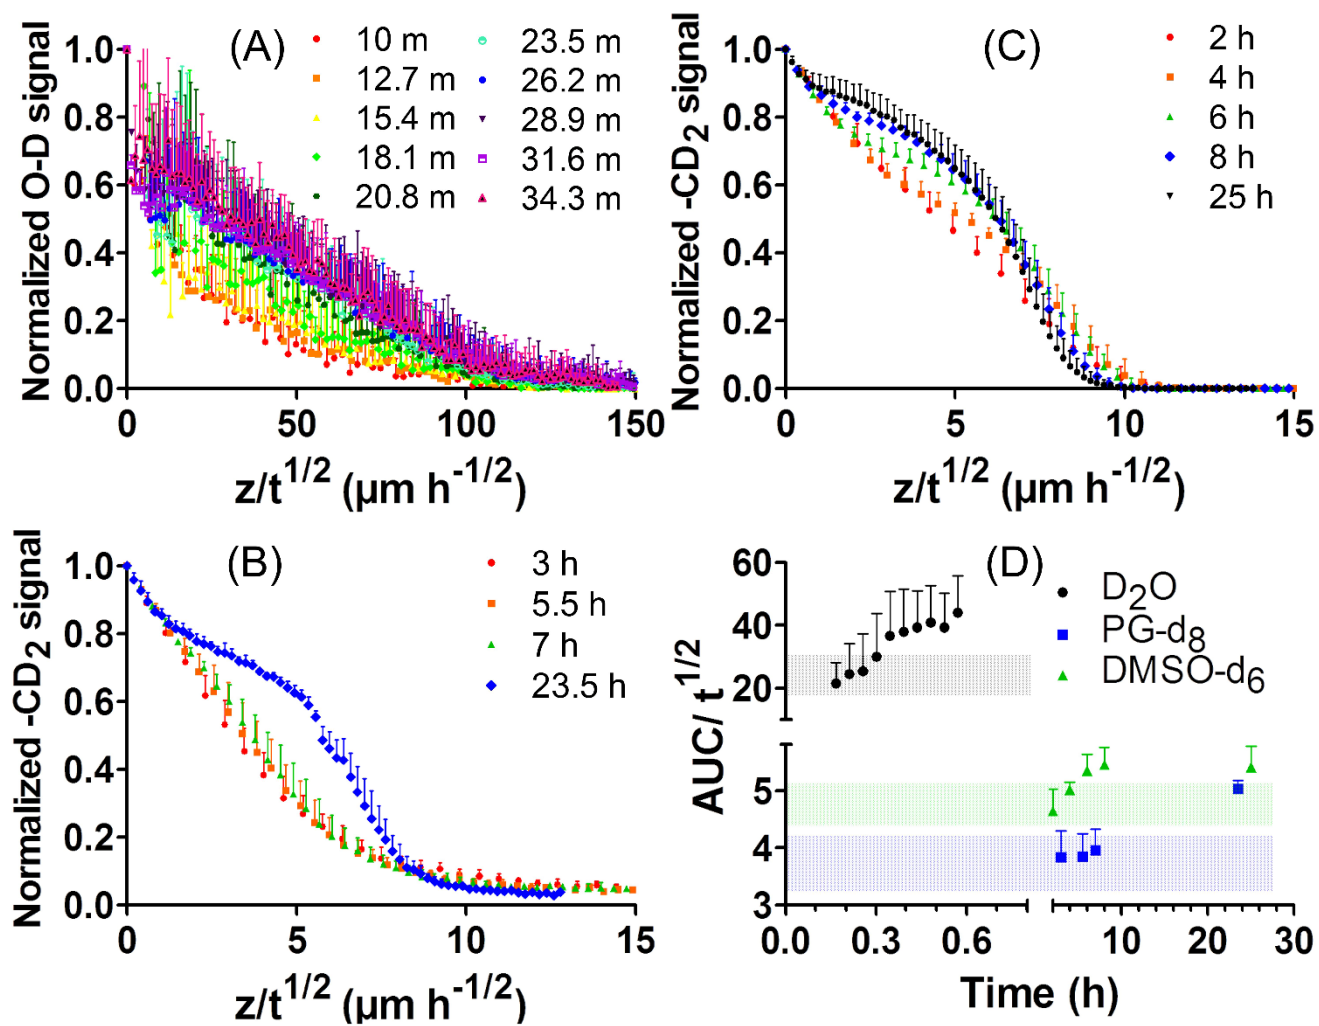 (A)
Normalized O-D signal
1.0
0.8
0.6
0.4
0.2
0.0
10 m
12.7 m
15.4 m
18.1 m
20.8 m
23.5 m
26.2 m
28.9 m
31.6 m
34.3 m
0 50 100 150
z/t^1/2 (µm h^-1/2)
(C)
Normalized -CD₂ signal
1.0
0.8
0.6
0.4
0.2
0.0
2 h
4 h
6 h
8 h
25 h
0 5 10 15
z/t^1/2 (µm h^-1/2)
(B)
Normalized -CD₂ signal
1.0
0.8
0.6
0.4
0.2
0.0
3 h
5.5 h
7 h
23.5 h
0 5 10 15
z/t^1/2 (µm h^-1/2)
(D)
AUC/ t^1/2
60
40
20
5
4
3
D₂O
PG-d₈
DMSO-d₆
0.0 0.3 0.6 10 20 30
Time (h)